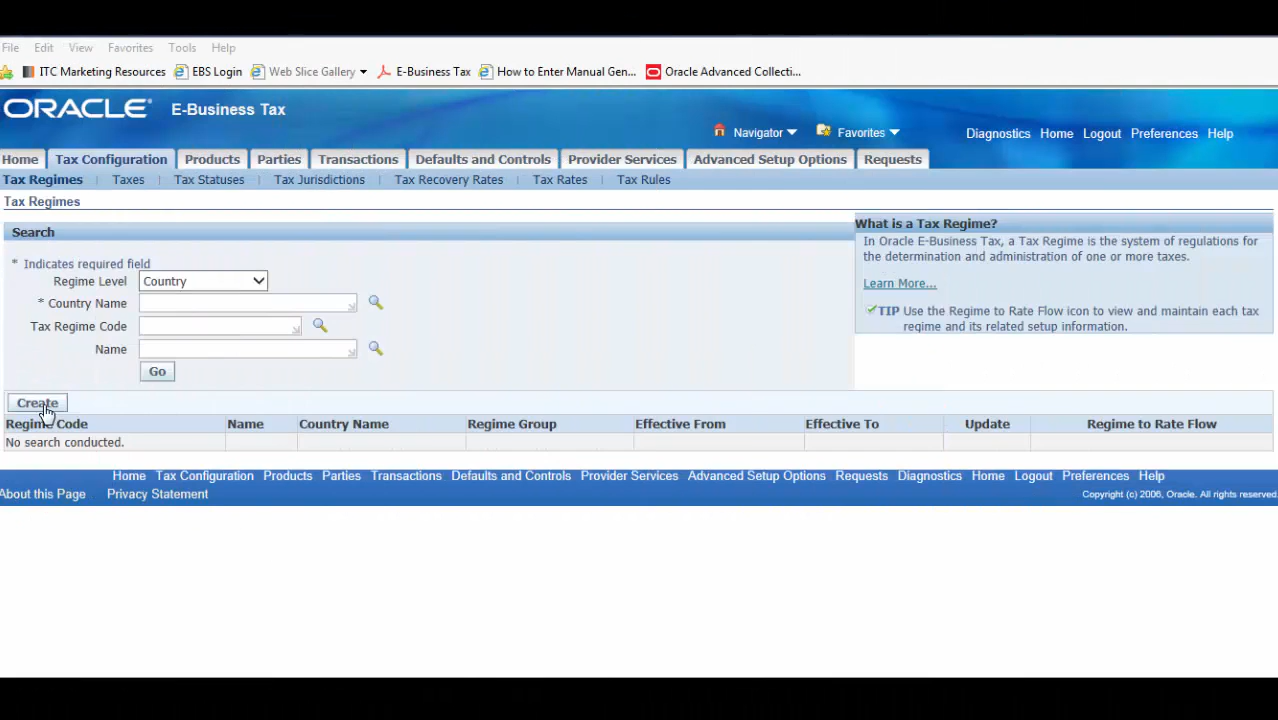 File Edit View Favorites Tools Help
ITC Marketing Resources EBS Login Web Slice Gallery E-Business Tax How to Enter Manual Gen... Oracle Advanced Collecti...
ORACLE® E-Business Tax
Navigator Favorites Diagnostics Home Logout Preferences Help
Home Tax Configuration Products Parties Transactions Defaults and Controls Provider Services Advanced Setup Options Requests
Tax Regimes | Taxes | Tax Statuses | Tax Jurisdictions | Tax Recovery Rates | Tax Rates | Tax Rules
Tax Regimes
Search
* Indicates required field
Regime Level Country
* Country Name
Tax Regime Code
Name
Go
What is a Tax Regime?
In Oracle E-Business Tax, a Tax Regime is the system of regulations for
the determination and administration of one or more taxes.
Learn More...
TIP Use the Regime to Rate Flow icon to view and maintain each tax
regime and its related setup information.
Create
Regime Code Name Country Name Regime Group Effective From Effective To Update Regime to Rate Flow
No search conducted.
Home Tax Configuration Products Parties Transactions Defaults and Controls Provider Services Advanced Setup Options Requests Diagnostics Home Logout Preferences Help
About this Page Privacy Statement Copyright (c) 2006, Oracle. All rights reserved.